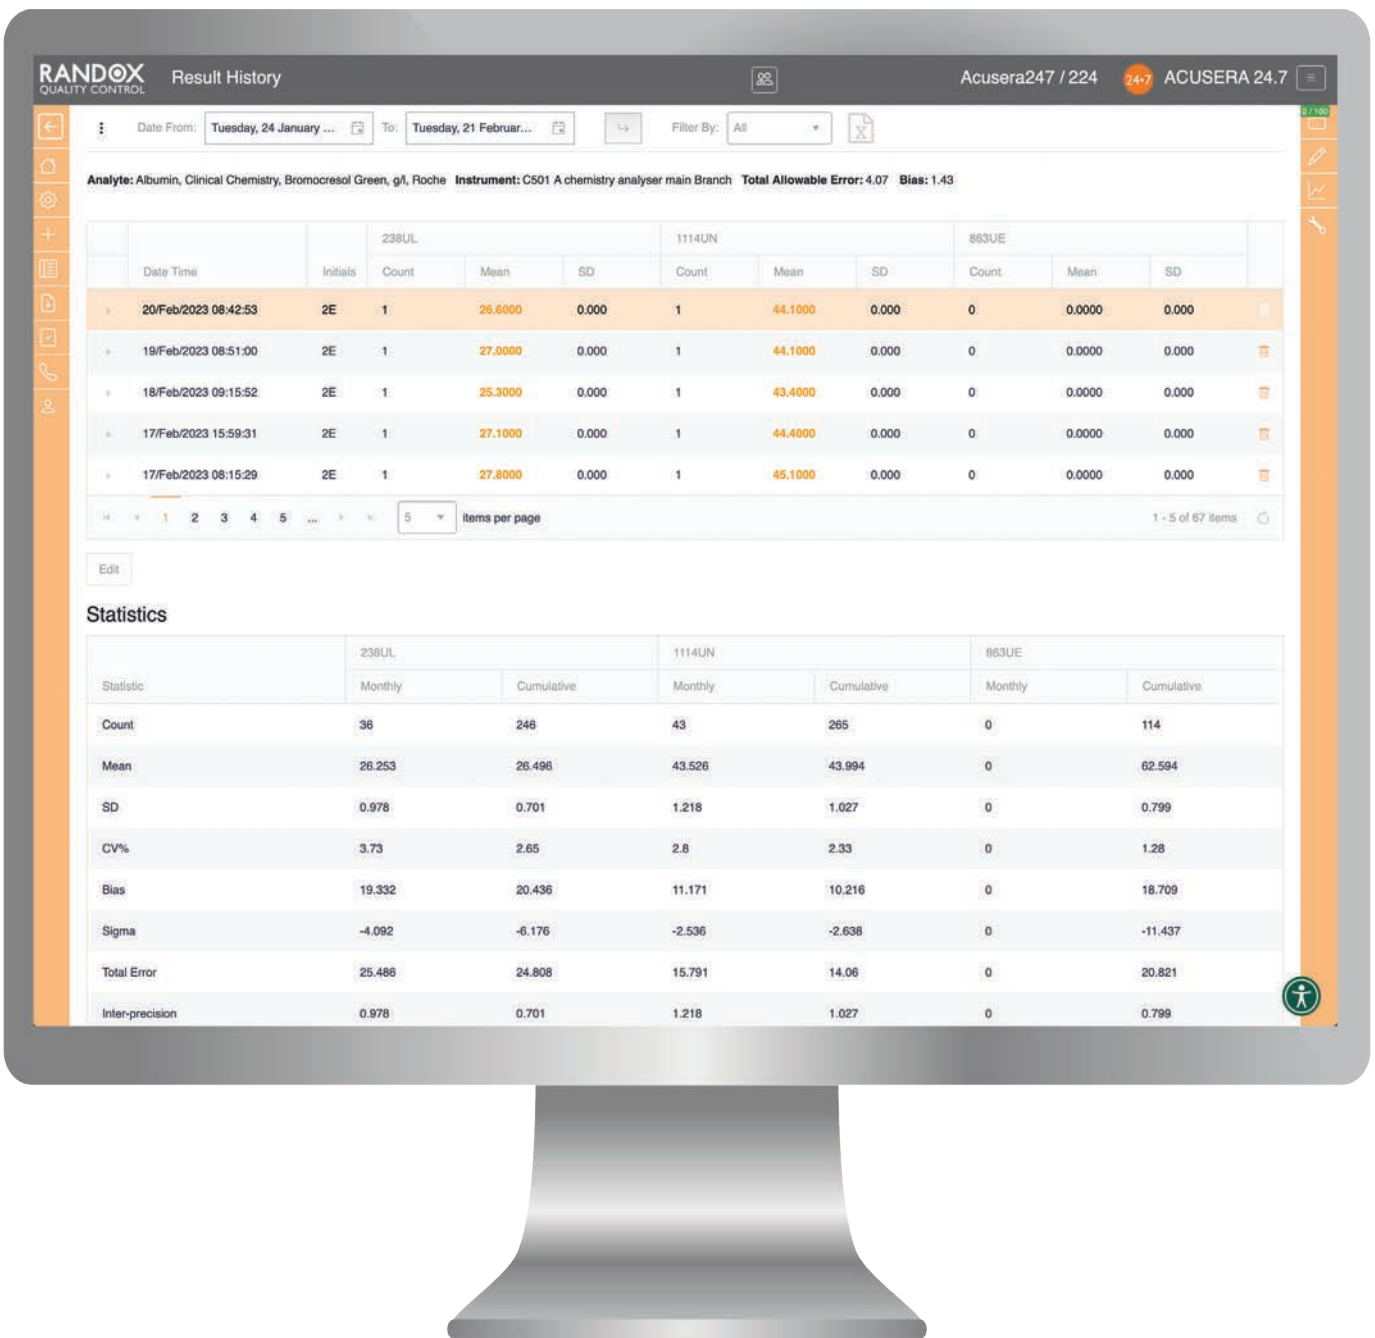 RANDOX
QUALITY CONTROL
Result History
Acusera247 / 224
24•7
ACUSERA 24.7
2 / 100
Date From: Tuesday, 24 January ... To: Tuesday, 21 Februar... Filter By: All
Analyte: Albumin, Clinical Chemistry, Bromocresol Green, g/l, Roche Instrument: C501 A chemistry analyser main Branch Total Allowable Error: 4.07 Bias: 1.43
238UL 1114UN 863UE
Date Time Initials Count Mean SD Count Mean SD Count Mean SD
20/Feb/2023 08:42:53 2E 1 26.6000 0.000 1 44.1000 0.000 0 0.0000 0.000
19/Feb/2023 08:51:00 2E 1 27.0000 0.000 1 44.1000 0.000 0 0.0000 0.000
18/Feb/2023 09:15:52 2E 1 25.3000 0.000 1 43.4000 0.000 0 0.0000 0.000
17/Feb/2023 15:59:31 2E 1 27.1000 0.000 1 44.4000 0.000 0 0.0000 0.000
17/Feb/2023 08:15:29 2E 1 27.8000 0.000 1 45.1000 0.000 0 0.0000 0.000
1 2 3 4 5 ... 5 items per page 1 - 5 of 67 items
Edit
Statistics
238UL 1114UN 863UE
Statistic Monthly Cumulative Monthly Cumulative Monthly Cumulative
Count 36 246 43 265 0 114
Mean 26.253 26.496 43.526 43.994 0 62.594
SD 0.978 0.701 1.218 1.027 0 0.799
CV% 3.73 2.65 2.8 2.33 0 1.28
Bias 19.332 20.436 11.171 10.216 0 18.709
Sigma -4.092 -6.176 -2.536 -2.638 0 -11.437
Total Error 25.486 24.808 15.791 14.06 0 20.821
Inter-precision 0.978 0.701 1.218 1.027 0 0.799